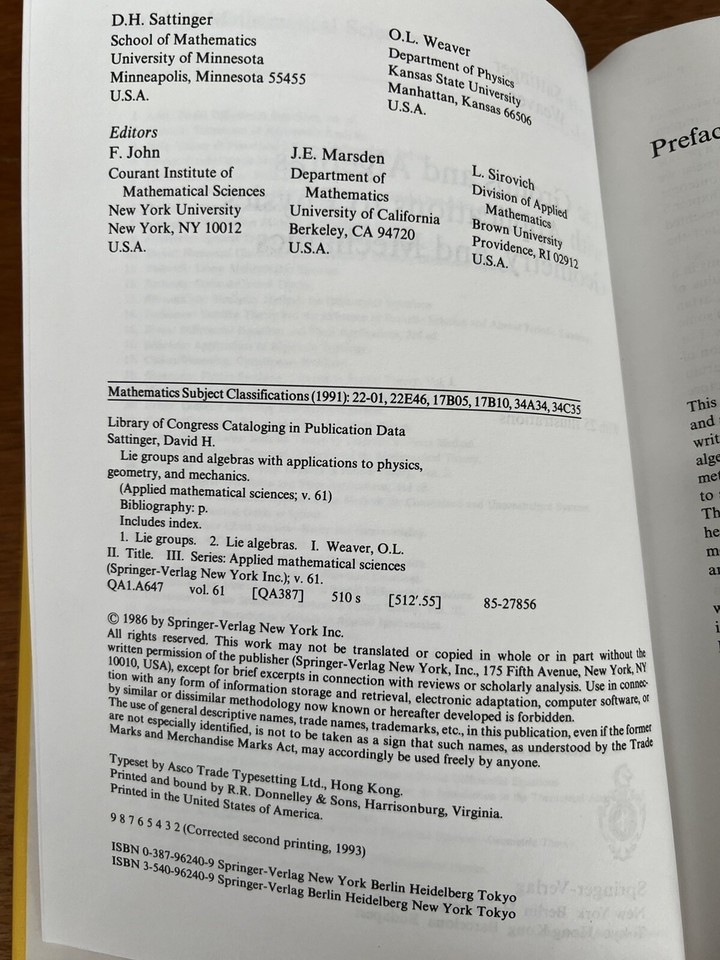 D.H. Sattinger
School of Mathematics
University of Minnesota
Minneapolis, Minnesota 55455
U.S.A.
O.L. Weaver
Department of Physics
Kansas State University
Manhattan, Kansas 66506
U.S.A.
Editors
F. John
Courant Institute of
Mathematical Sciences
New York University
New York, NY 10012
U.S.A.
J.E. Marsden
Department of
Mathematics
University of California
Berkeley, CA 94720
U.S.A.
L. Sirovich
Division of Applied
Mathematics
Brown University
Providence, RI 02912
U.S.A.
Mathematics Subject Classifications (1991): 22-01, 22E46, 17B05, 17B10, 34A34, 34C35
Library of Congress Cataloging in Publication Data
Sattinger, David H.
Lie groups and algebras with applications to physics,
geometry, and mechanics.
(Applied mathematical sciences; v. 61)
Bibliography: p.
Includes index.
1. Lie groups. 2. Lie algebras. I. Weaver, O.L.
II. Title. III. Series: Applied mathematical sciences
(Springer-Verlag New York Inc.); v. 61.
QA1.A647 vol. 61 [QA387] 510 s [512′.55] 85-27856
© 1986 by Springer-Verlag New York Inc.
All rights reserved. This work may not be translated or copied in whole or in part without the
written permission of the publisher (Springer-Verlag New York, Inc., 175 Fifth Avenue, New York, NY
10010, USA), except for brief excerpts in connection with reviews or scholarly analysis. Use in connec-
tion with any form of information storage and retrieval, electronic adaptation, computer software, or
by similar or dissimilar methodology now known or hereafter developed is forbidden.
The use of general descriptive names, trade names, trademarks, etc., in this publication, even if the former
are not especially identified, is not to be taken as a sign that such names, as understood by the Trade
Marks and Merchandise Marks Act, may accordingly be used freely by anyone.
Typeset by Asco Trade Typesetting Ltd., Hong Kong.
Printed and bound by R.R. Donnelley & Sons, Harrisonburg, Virginia.
Printed in the United States of America.
9 8 7 6 5 4 3 2 (Corrected second printing, 1993)
ISBN 0-387-96240-9 Springer-Verlag New York Berlin Heidelberg Tokyo
ISBN 3-540-96240-9 Springer-Verlag Berlin Heidelberg New York Tokyo
Prefac
This
and
writ
alge
met
to
Th
he
m